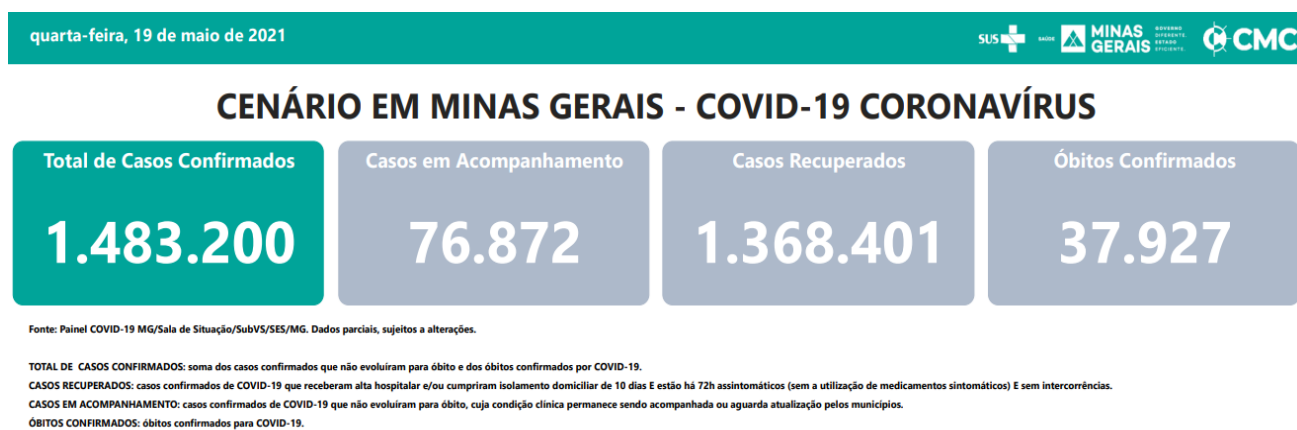 quarta-feira, 19 de maio de 2021
SUS
SAÚDE
MINAS GERAIS
GOVERNO DIFERENTE. ESTADO EFICIENTE.
CMC
CENÁRIO EM MINAS GERAIS - COVID-19 CORONAVÍRUS
Total de Casos Confirmados
1.483.200
Casos em Acompanhamento
76.872
Casos Recuperados
1.368.401
Óbitos Confirmados
37.927
Fonte: Painel COVID-19 MG/Sala de Situação/SubVS/SES/MG. Dados parciais, sujeitos a alterações.
TOTAL DE CASOS CONFIRMADOS: soma dos casos confirmados que não evoluíram para óbito e dos óbitos confirmados por COVID-19.
CASOS RECUPERADOS: casos confirmados de COVID-19 que receberam alta hospitalar e/ou cumpriram isolamento domiciliar de 10 dias E estão há 72h assintomáticos (sem a utilização de medicamentos sintomáticos) E sem intercorrências.
CASOS EM ACOMPANHAMENTO: casos confirmados de COVID-19 que não evoluíram para óbito, cuja condição clínica permanece sendo acompanhada ou aguarda atualização pelos municípios.
ÓBITOS CONFIRMADOS: óbitos confirmados para COVID-19.